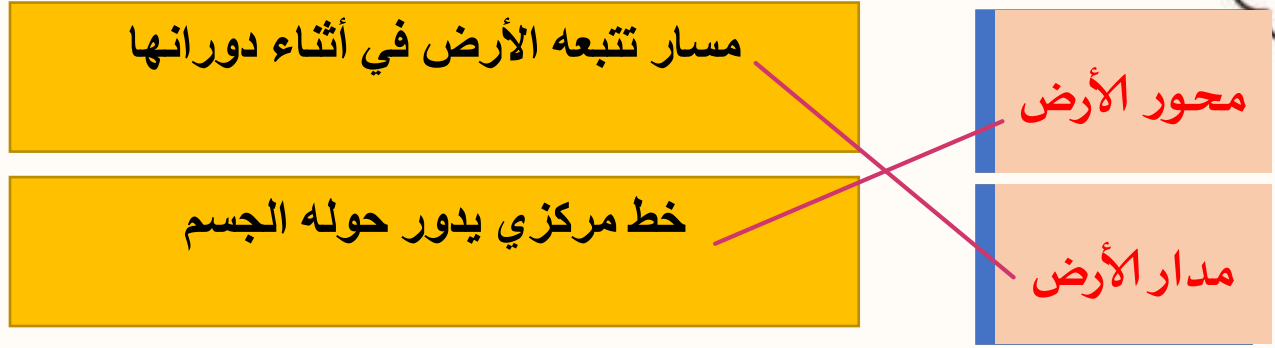 محور الأرض
مسار تتبعه الأرض في أثناء دورانها
مدار الأرض
خط مركزي يدور حوله الجسم